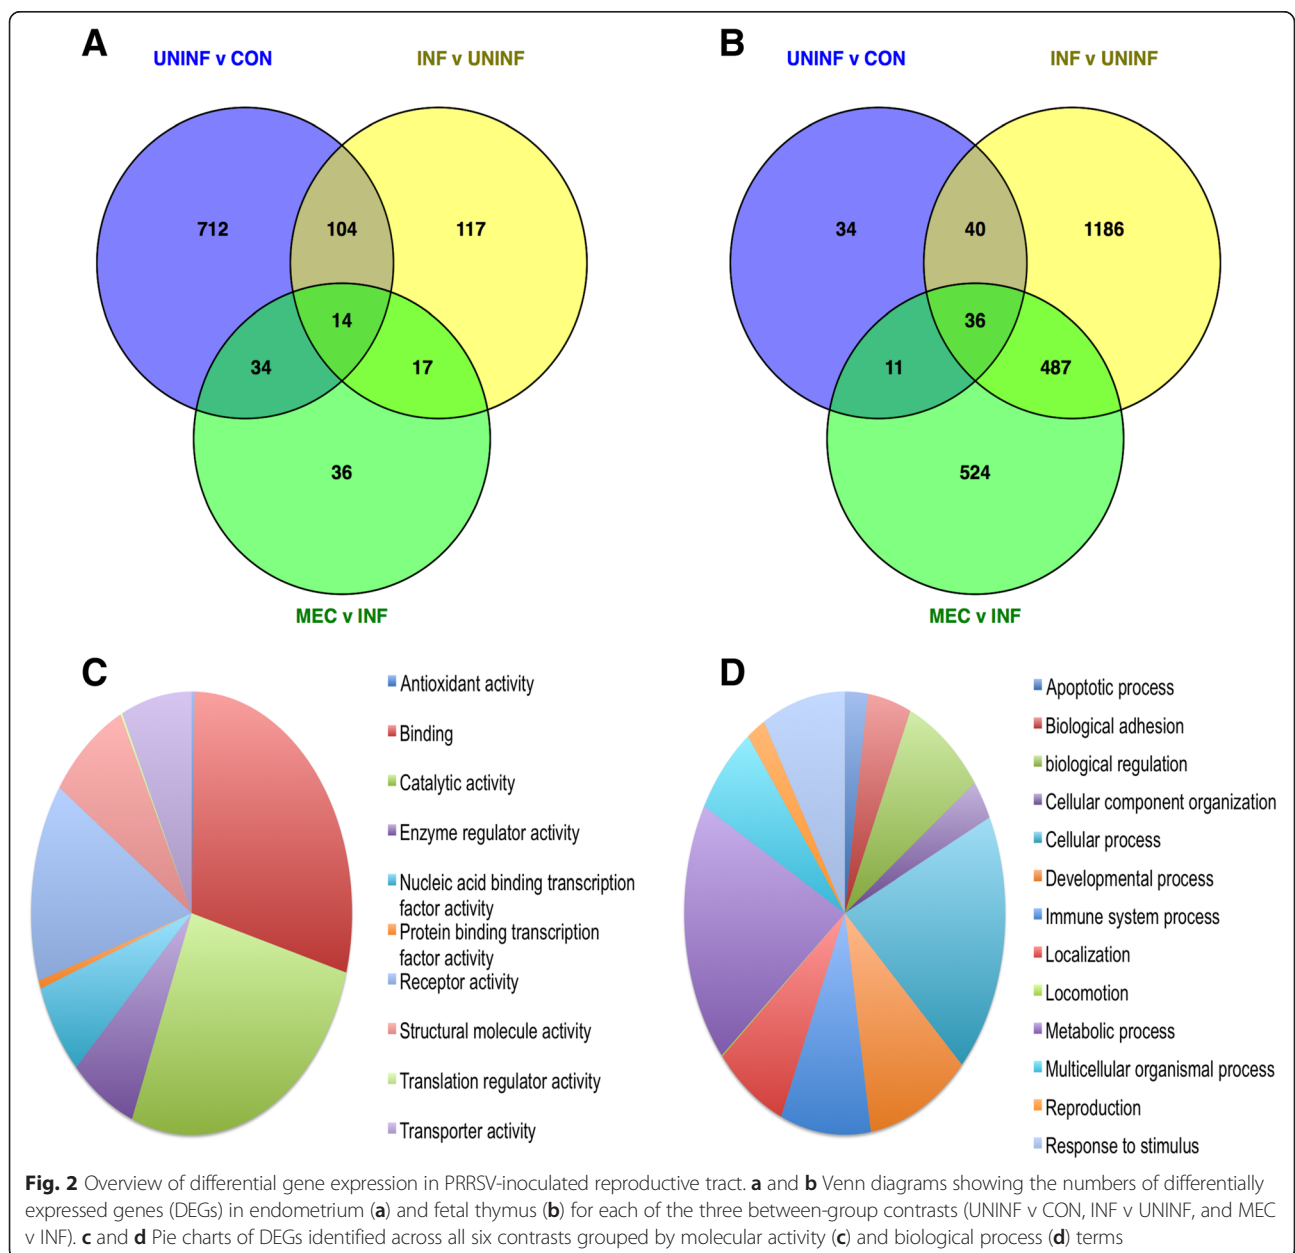 A
UNINF v CON
INF v UNINF
712
104
117
14
34
17
36
MEC v INF
B
UNINF v CON
INF v UNINF
34
40
1186
36
11
487
524
MEC v INF
C
Antioxidant activity
Binding
Catalytic activity
Enzyme regulator activity
Nucleic acid binding transcription
factor activity
Protein binding transcription
factor activity
Receptor activity
Structural molecule activity
Translation regulator activity
Transporter activity
D
Apoptotic process
Biological adhesion
biological regulation
Cellular component organization
Cellular process
Developmental process
Immune system process
Localization
Locomotion
Metabolic process
Multicellular organismal process
Reproduction
Response to stimulus
Fig. 2 Overview of differential gene expression in PRRSV-inoculated reproductive tract. a and b Venn diagrams showing the numbers of differentially
expressed genes (DEGs) in endometrium (a) and fetal thymus (b) for each of the three between-group contrasts (UNINF v CON, INF v UNINF, and MEC
v INF). c and d Pie charts of DEGs identified across all six contrasts grouped by molecular activity (c) and biological process (d) terms